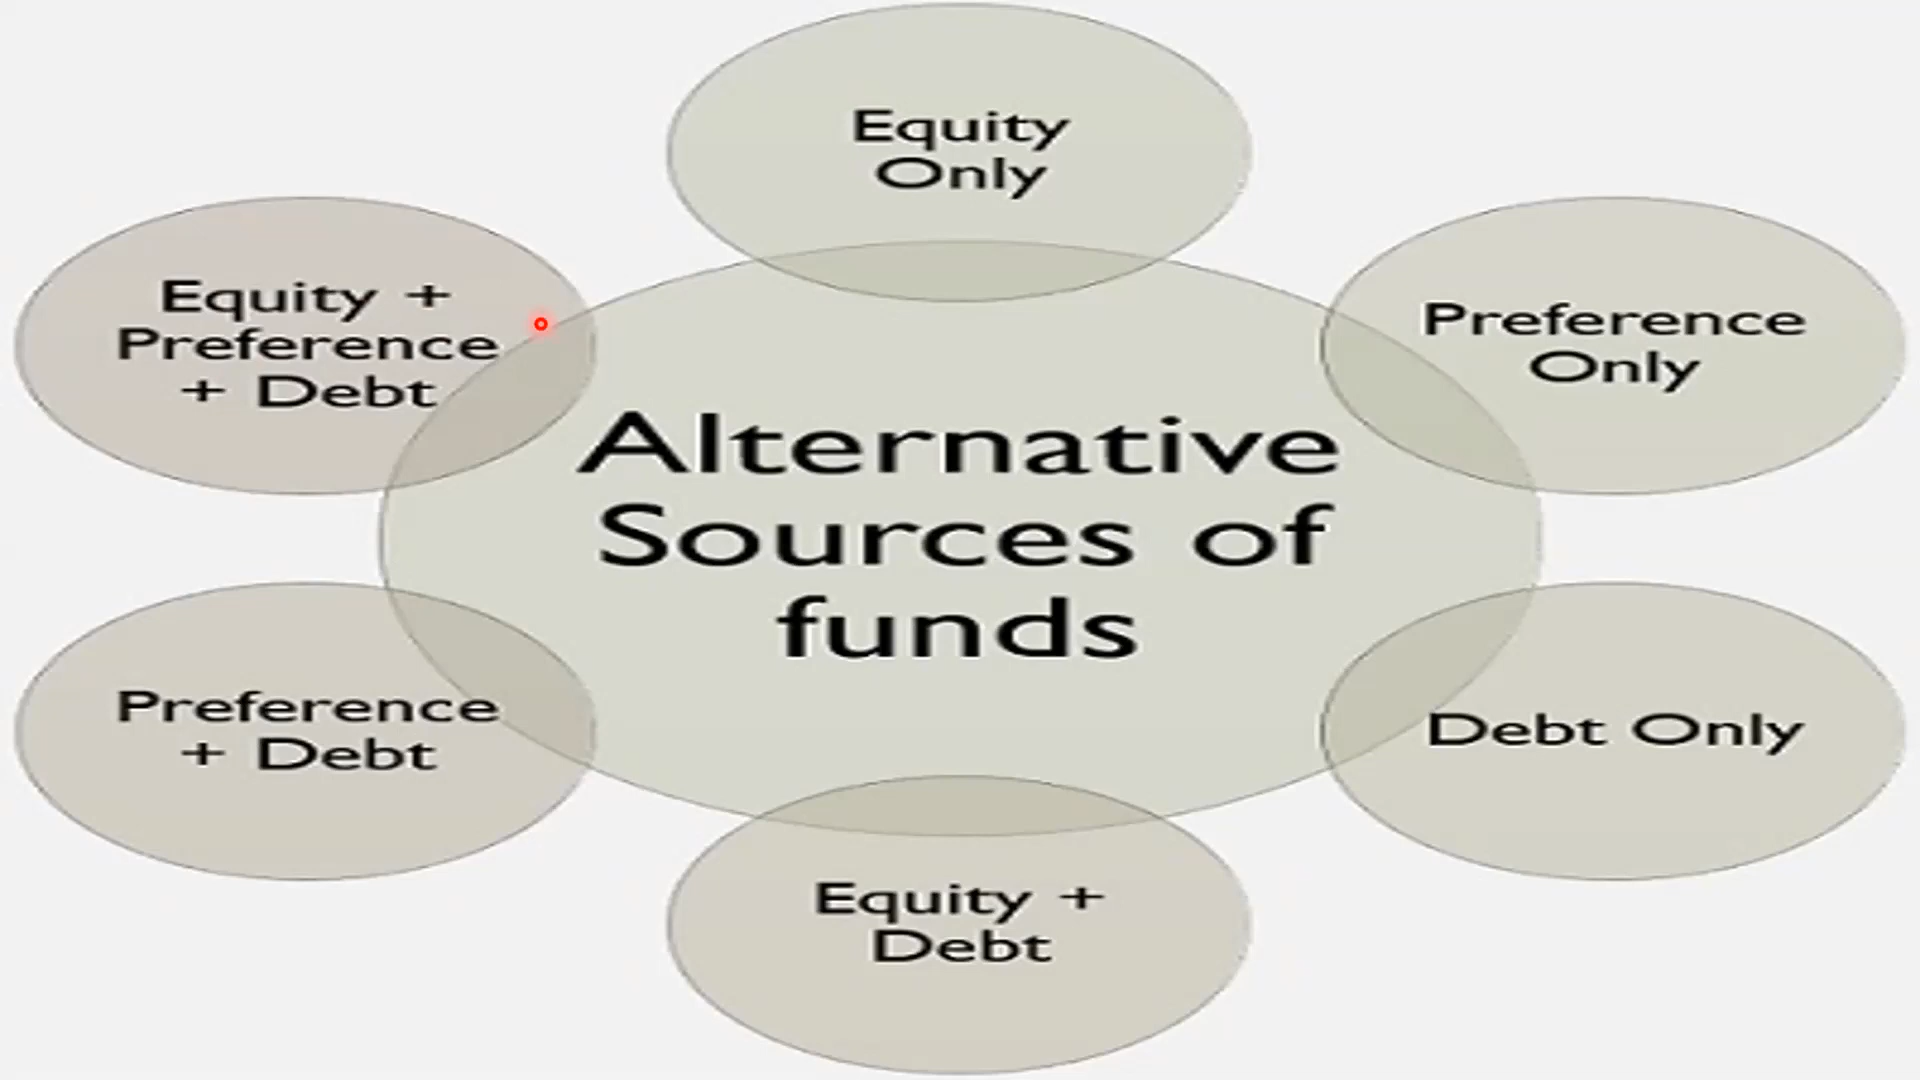 Equity
Only
Preference
Only
Debt Only
Equity +
Debt
Preference
+ Debt
Equity +
Preference
+ Debt
Alternative
Sources of
funds